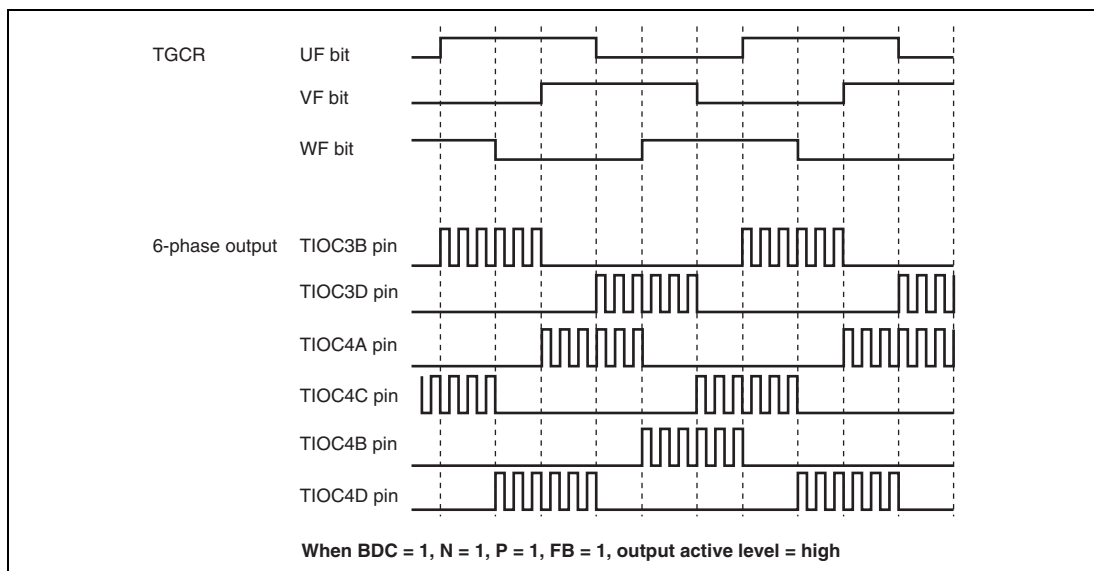 TGCR UF bit
VF bit
WF bit
6-phase output TIOC3B pin
TIOC3D pin
TIOC4A pin
TIOC4C pin
TIOC4B pin
TIOC4D pin
When BDC = 1, N = 1, P = 1, FB = 1, output active level = high